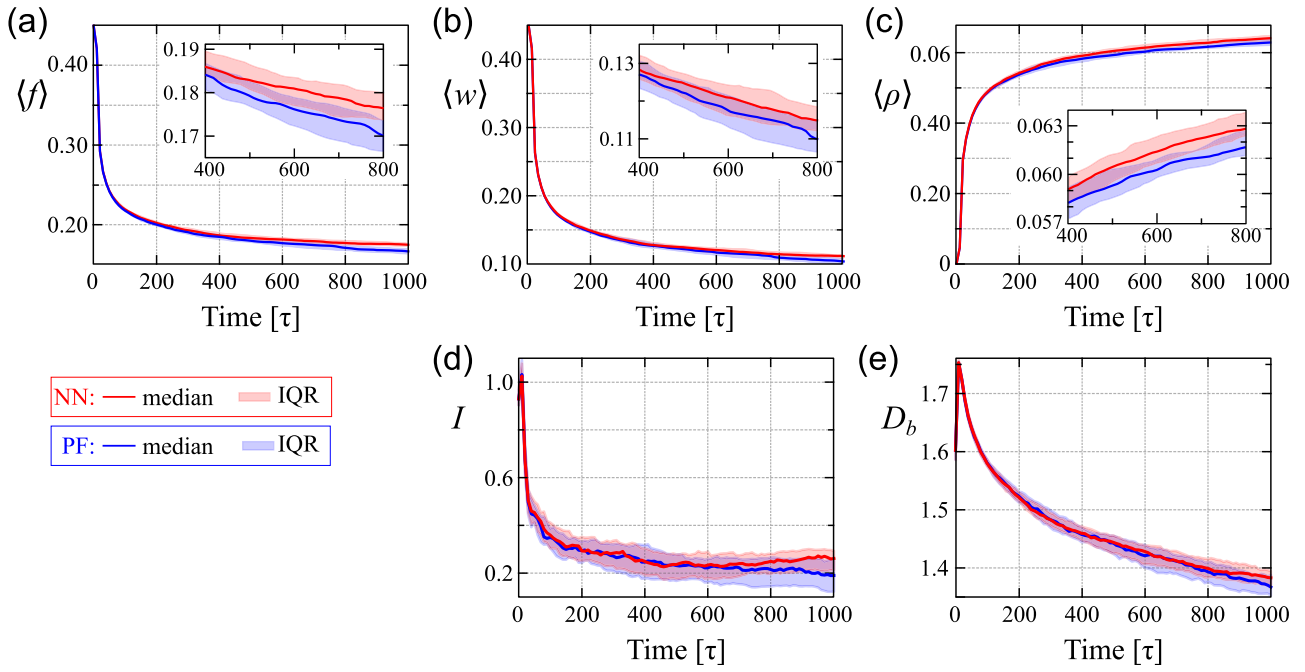 (a)
⟨f⟩
0.40
0.30
0.20
0 200 400 600 800 1000
Time [τ]
0.19
0.18
0.17
400 600 800
(b)
⟨w⟩
0.40
0.30
0.20
0.10
0 200 400 600 800 1000
Time [τ]
0.13
0.11
400 600 800
(c)
⟨ρ⟩
0.06
0.40
0.20
0
0 200 400 600 800 1000
Time [τ]
0.063
0.060
0.057
400 600 800
NN: median IQR
PF: median IQR
(d)
I
1.0
0.6
0.2
0 200 400 600 800 1000
Time [τ]
(e)
D_b
1.7
1.6
1.5
1.4
0 200 400 600 800 1000
Time [τ]